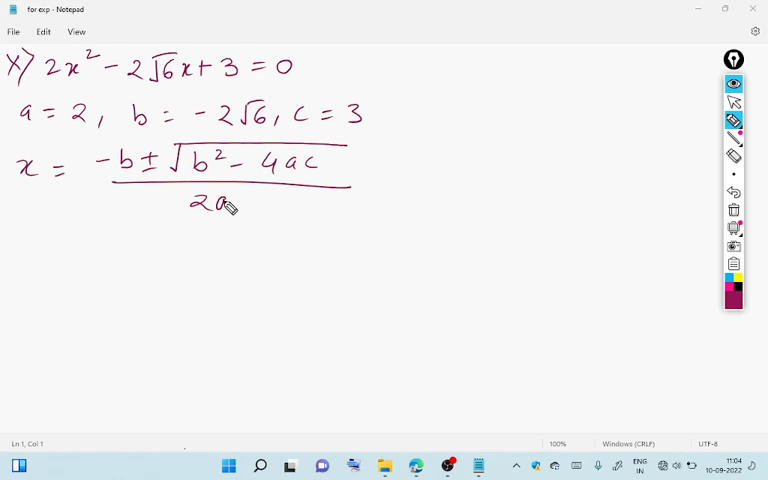 for exp - Notepad
File Edit View
x) 2x² - 2√6x + 3 = 0
a = 2, b = -2√6, c = 3
x = -b ± √b² - 4ac
2a
Ln 1, Col 1 100% Windows (CRLF) UTF-8
ENG
IN
11:04
10-09-2022